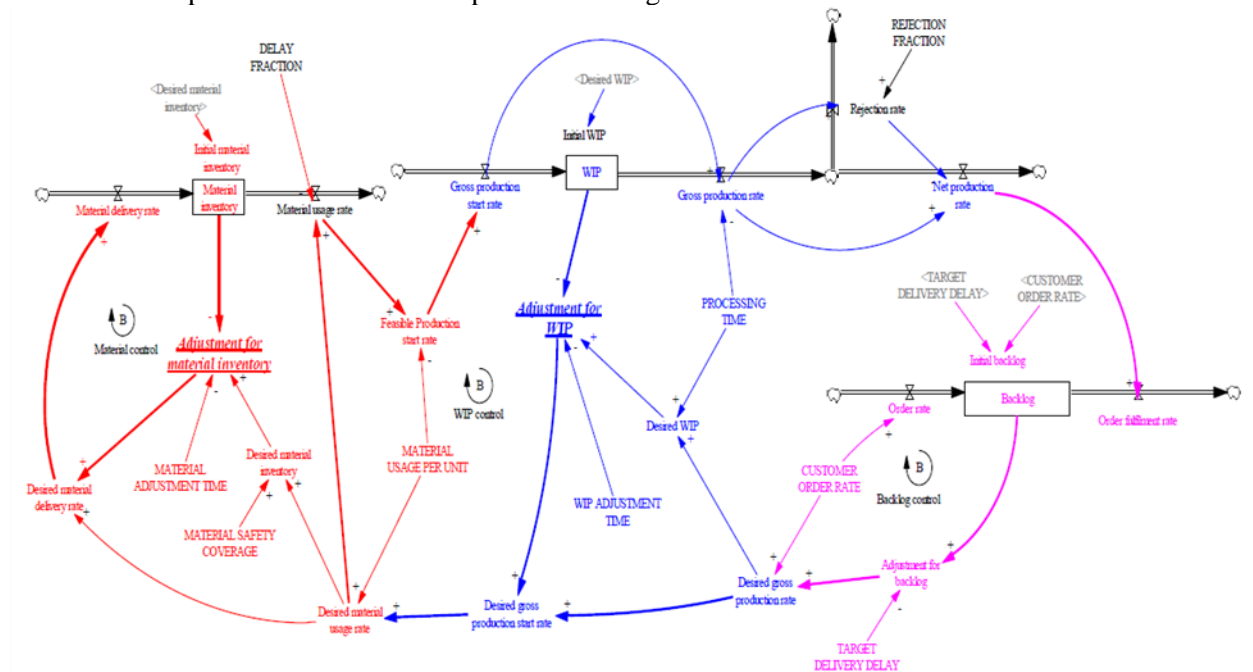 DELAY
FRACTION
REJECTION
FRACTION
<Desired material
inventory>
<Desired WIP>
Rejection rate
Initial WIP
Initial material
inventory
WIP
Material
inventory
Material delivery rate
Material usage rate
Gross production
start rate
Gross production rate
Net production
rate
<TARGET
DELIVERY DELAY>
<CUSTOMER
ORDER RATE>
Adjustment for
WIP
PROCESSING
TIME
Feasible Production
start rate
B
Material control
Adjustment for
material inventory
B
WIP control
Initial backlog
Order rate
Backlog
Order fulfilment rate
Desired WIP
MATERIAL
ADJUSTMENT TIME
Desired material
inventory
MATERIAL
USAGE PER UNIT
CUSTOMER
ORDER RATE
B
Backlog control
Desired material
delivery rate
MATERIAL SAFETY
COVERAGE
WIP ADJUSTMENT
TIME
Desired material
usage rate
Desired gross
production start rate
Desired gross
production rate
Adjustment for
backlog
TARGET
DELIVERY DELAY